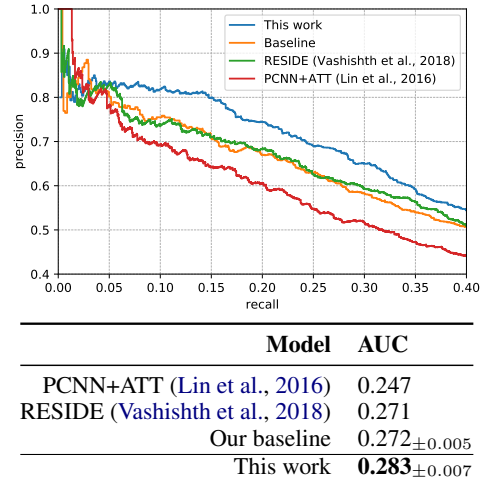 1.0
0.9
0.8
0.7
0.6
0.5
0.4
precision
This work
Baseline
RESIDE (Vashishth et al., 2018)
PCNN+ATT (Lin et al., 2016)
0.00 0.05 0.10 0.15 0.20 0.25 0.30 0.35 0.40
recall
Model AUC
PCNN+ATT (Lin et al., 2016) 0.247
RESIDE (Vashishth et al., 2018) 0.271
Our baseline 0.272±0.005
This work 0.283±0.007